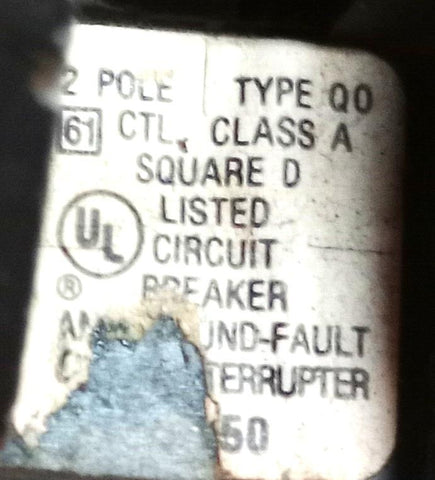 2 POLE TYPE QO
61 CTL, CLASS A
SQUARE D
UL LISTED
CIRCUIT
® BREAKER
UND-FAULT
TERRUPTER
50